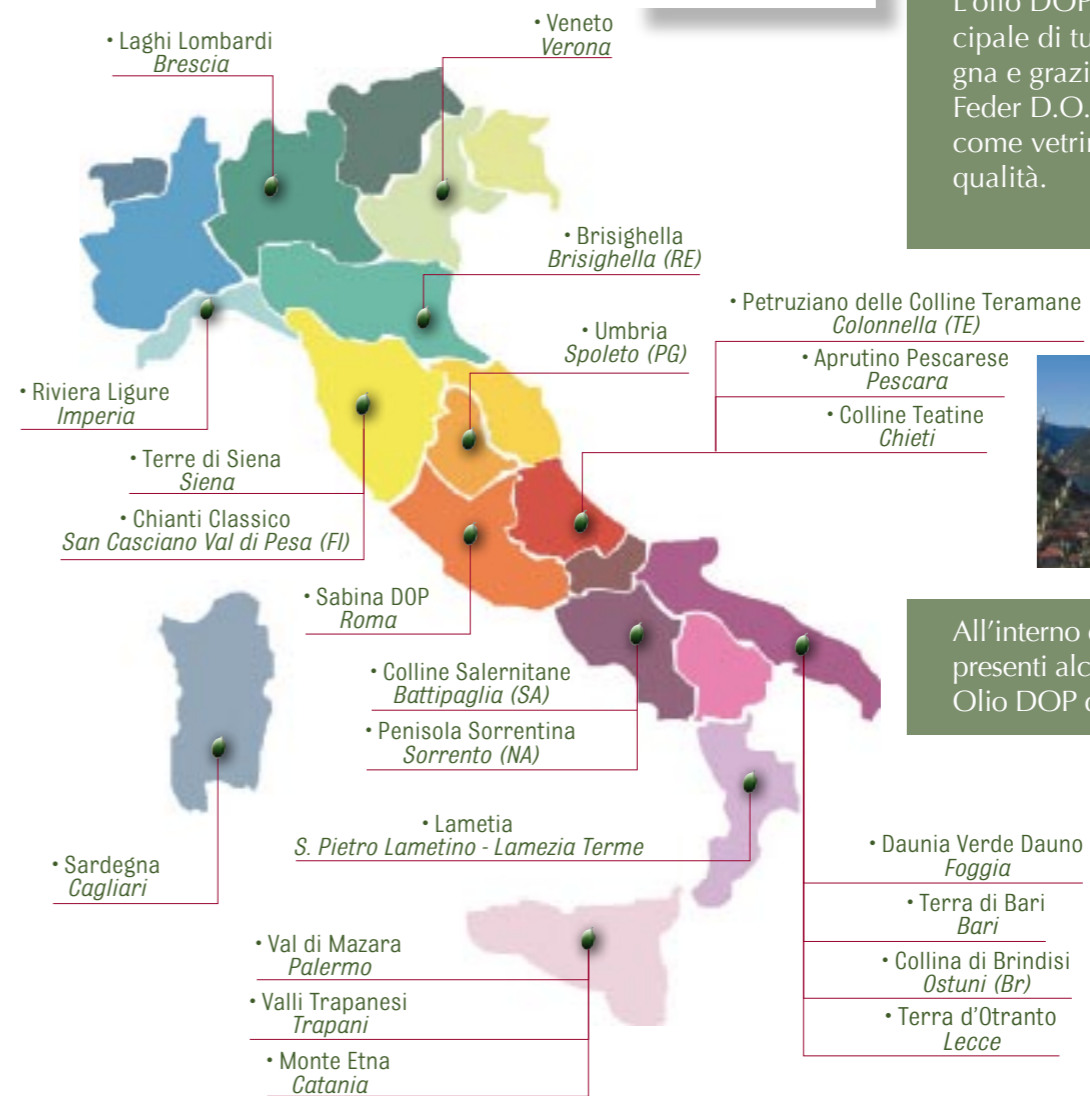 • Laghi Lombardi
Brescia
• Veneto
Verona
L'olio DOP
cipale di tu
gna e grazi
Feder D.O.
come vetrin
qualità.
• Brisighella
Brisighella (RE)
• Umbria
Spoleto (PG)
• Petruziano delle Colline Teramane
Colonnella (TE)
• Aprutino Pescarese
Pescara
• Colline Teatine
Chieti
• Riviera Ligure
Imperia
• Terre di Siena
Siena
• Chianti Classico
San Casciano Val di Pesa (FI)
• Sabina DOP
Roma
• Colline Salernitane
Battipaglia (SA)
• Penisola Sorrentina
Sorrento (NA)
All'interno
presenti alc
Olio DOP
• Lametia
S. Pietro Lametino - Lamezia Terme
• Sardegna
Cagliari
• Daunia Verde Dauno
Foggia
• Terra di Bari
Bari
• Collina di Brindisi
Ostuni (Br)
• Terra d'Otranto
Lecce
• Val di Mazara
Palermo
• Valli Trapanesi
Trapani
• Monte Etna
Catania